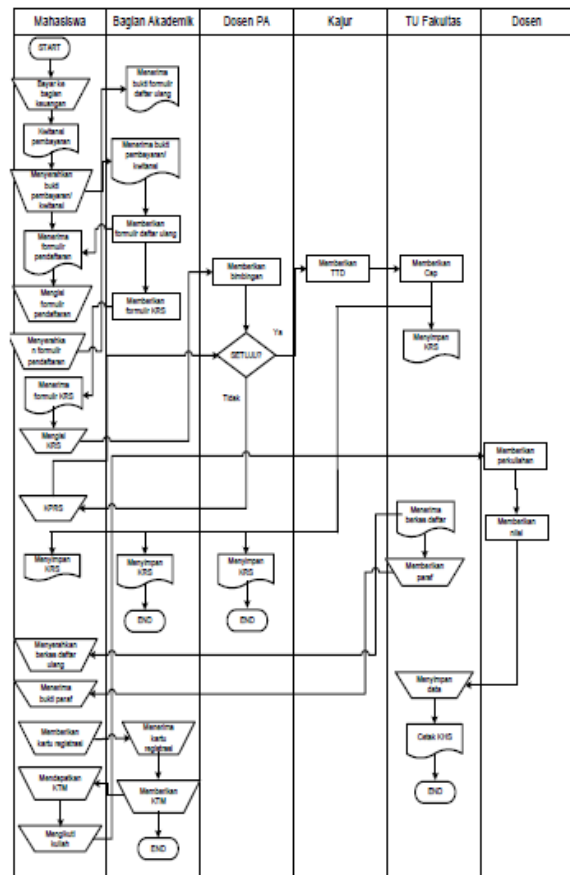 Mahasiswa
Bagian Akademik
Dosen PA
Kajur
TU Fakultas
Dosen
START
Bayar ke
bagian
keuangan
Kwitansi
pembayaran
Menyerahkan
bukti
pembayaran/
kwitansi
Menerima
formulir
pendaftaran
Mengisi
formulir
pendaftaran
Menyerahka
n formulir
pendaftaran
Menerima
formulir KRS
Mengisi
KRS
KPRS
Menyimpan
KRS
Menyerahkan
berkas daftar
ulang
Menerima
bukti paraf
Memberikan
kartu registrasi
Mendapatkan
KTM
Mengikuti
kuliah
Menerima
bukti formulir
daftar ulang
Menerima bukti
pembayaran/
kwitansi
Memberikan
formulir daftar ulang
Memberikan
formulir KRS
Menyimpan
KRS
END
Menerima
kartu
registrasi
Memberikan
KTM
END
Memberikan
bimbingan
SETUJU?
Ya
Tidak
Menyimpan
KRS
END
Memberikan
TTD
Memberikan
Cap
Menyimpan
KRS
Menerima
berkas daftar
Memberikan
paraf
Menyimpan
data
Cetak KHS
END
Memberikan
perkuliahan
Memberikan
nilai